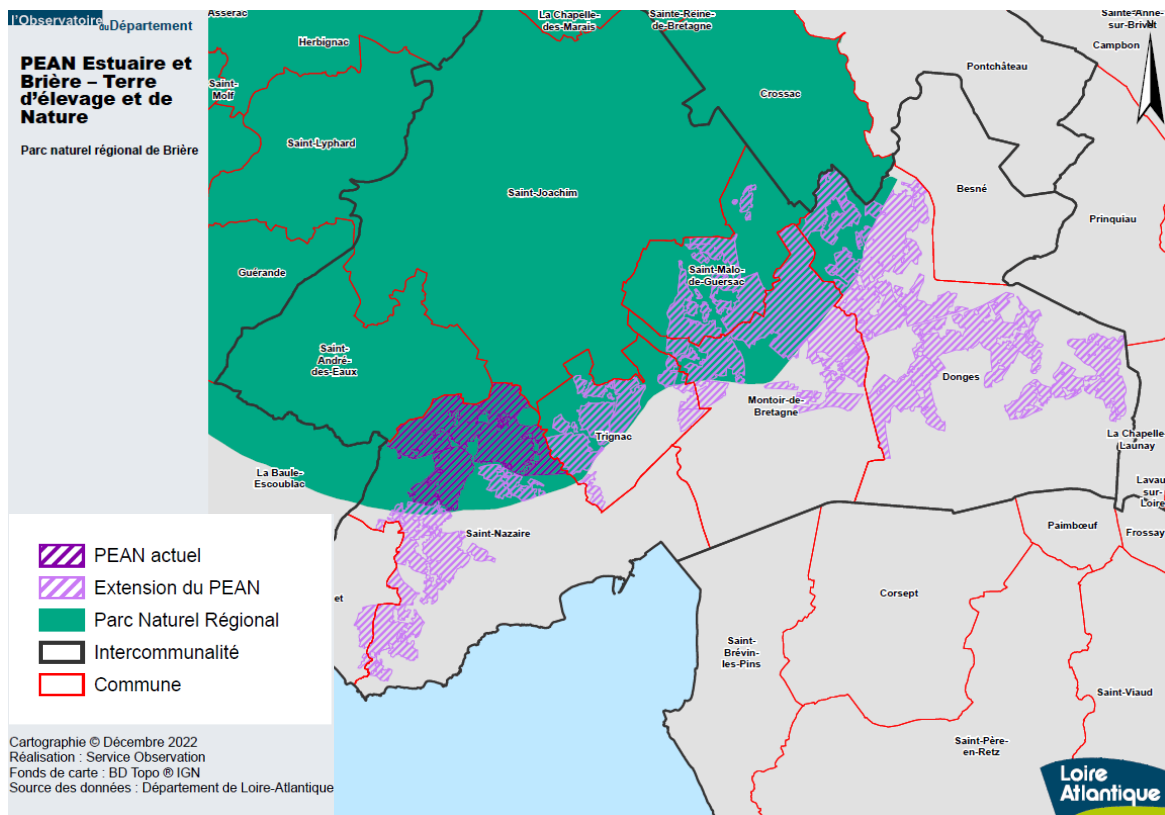 l'Observatoire
du Département
PEAN Estuaire et
Brière – Terre
d'élevage et de
Nature
Parc naturel régional de Brière
Asserac
Herbignac
La Chapelle-
des-Marais
Sainte-Reine-
de-Bretagne
Sainte-Anne-
sur-Brivet
N
Campbon
Pontchâteau
Saint-
Molf
Crossac
Saint-Lyphard
Saint-Joachim
Besné
Prinquiau
Guérande
Saint-Malo-
de-Guersac
Saint-
André-
des-Eaux
Donges
Montoir-de-
Bretagne
Trignac
La Chapelle-
Launay
La Baule-
Escoublac
Lavau-
sur-
Loire
Saint-Nazaire
Paimbœuf
Frossay
et
Corsept
Saint-
Brévin-
les-Pins
Saint-Viaud
Saint-Père-
en-Retz
PEAN actuel
Extension du PEAN
Parc Naturel Régional
Intercommunalité
Commune
Cartographie © Décembre 2022
Réalisation : Service Observation
Fonds de carte : BD Topo ® IGN
Source des données : Département de Loire-Atlantique
Loire
Atlantique